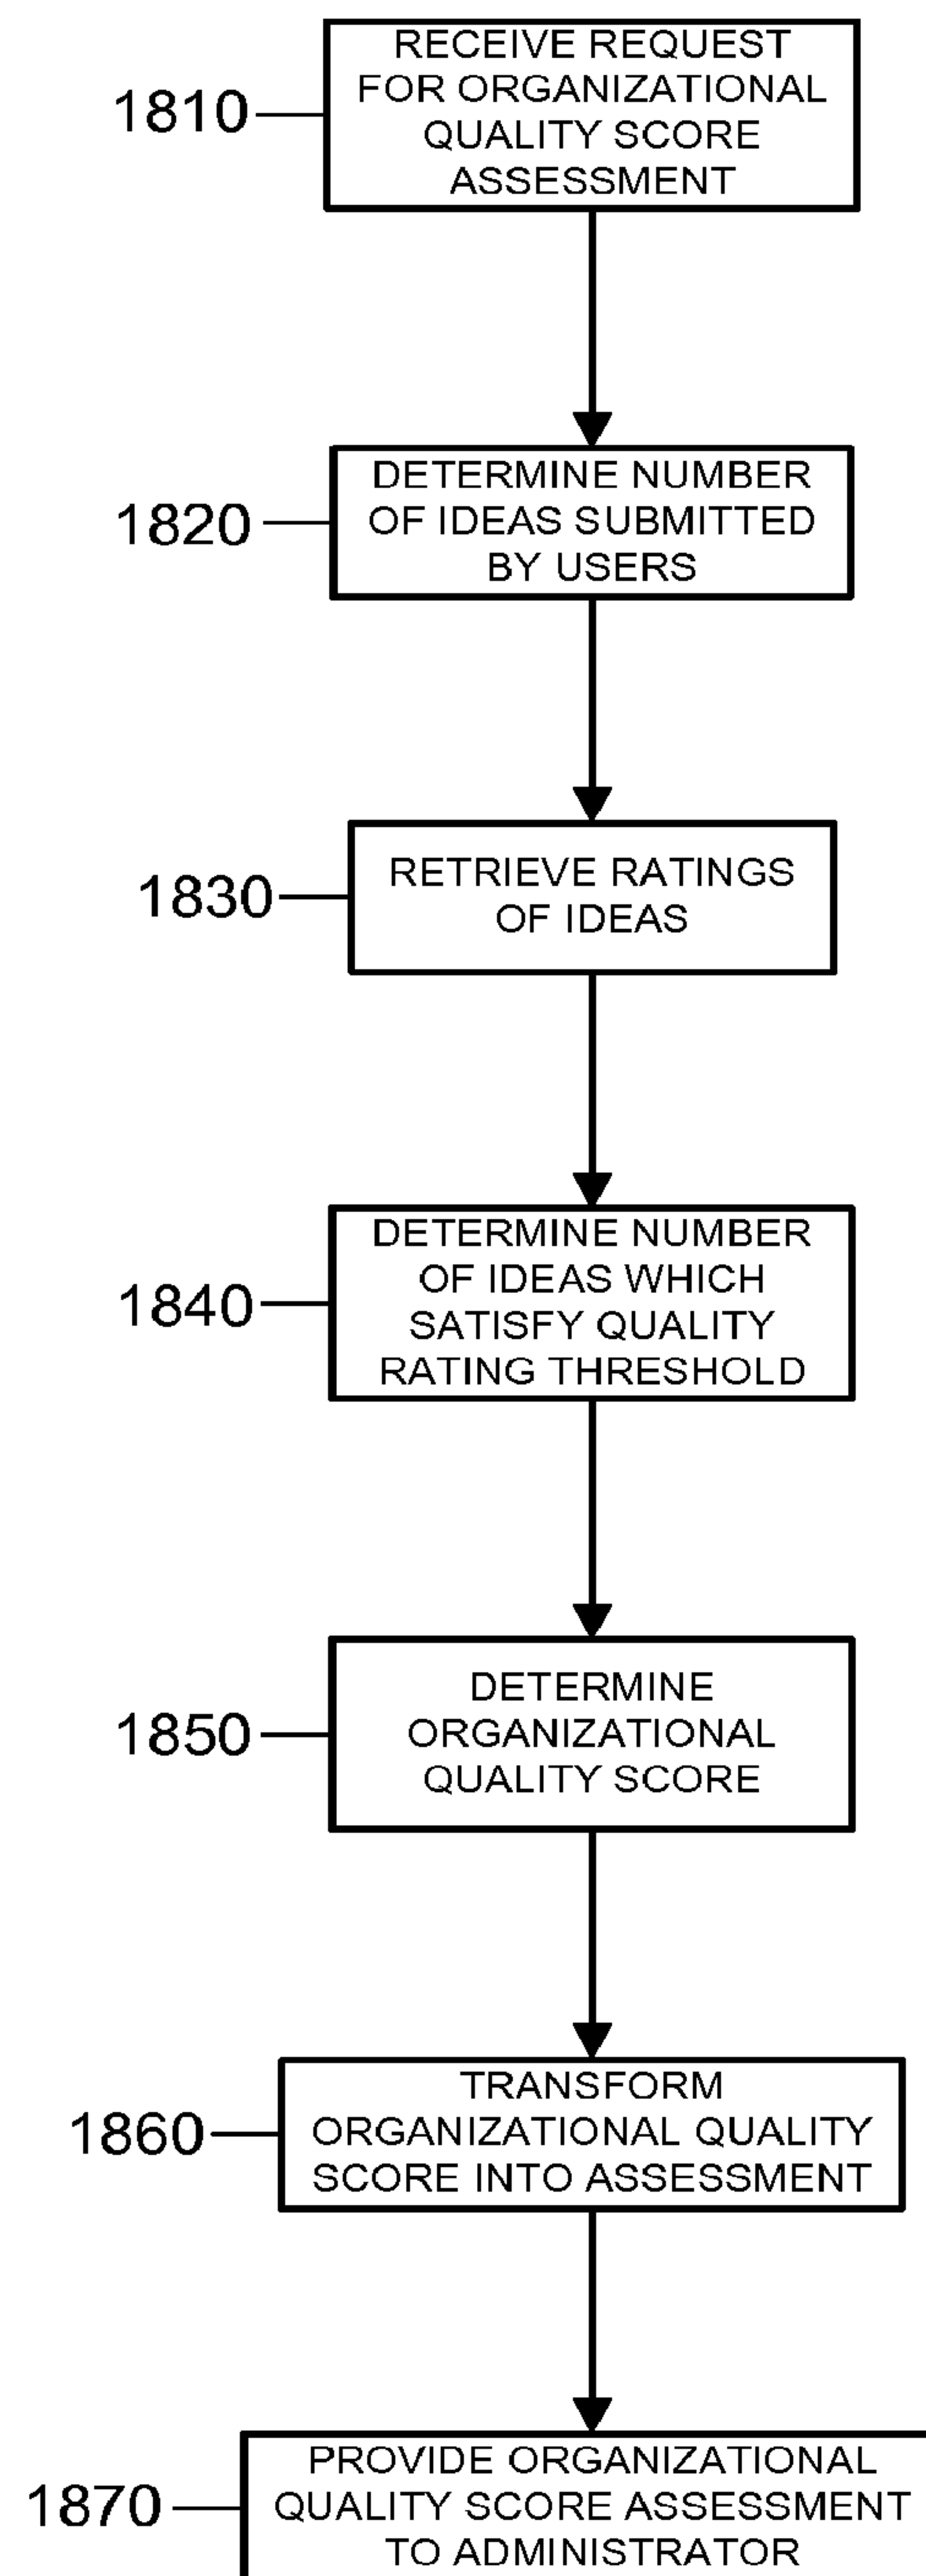 1810
RECEIVE REQUEST
FOR ORGANIZATIONAL
QUALITY SCORE
ASSESSMENT
1820
DETERMINE NUMBER
OF IDEAS SUBMITTED
BY USERS
1830
RETRIEVE RATINGS
OF IDEAS
1840
DETERMINE NUMBER
OF IDEAS WHICH
SATISFY QUALITY
RATING THRESHOLD
1850
DETERMINE
ORGANIZATIONAL
QUALITY SCORE
1860
TRANSFORM
ORGANIZATIONAL QUALITY
SCORE INTO ASSESSMENT
1870
PROVIDE ORGANIZATIONAL
QUALITY SCORE ASSESSMENT
TO ADMINISTRATOR